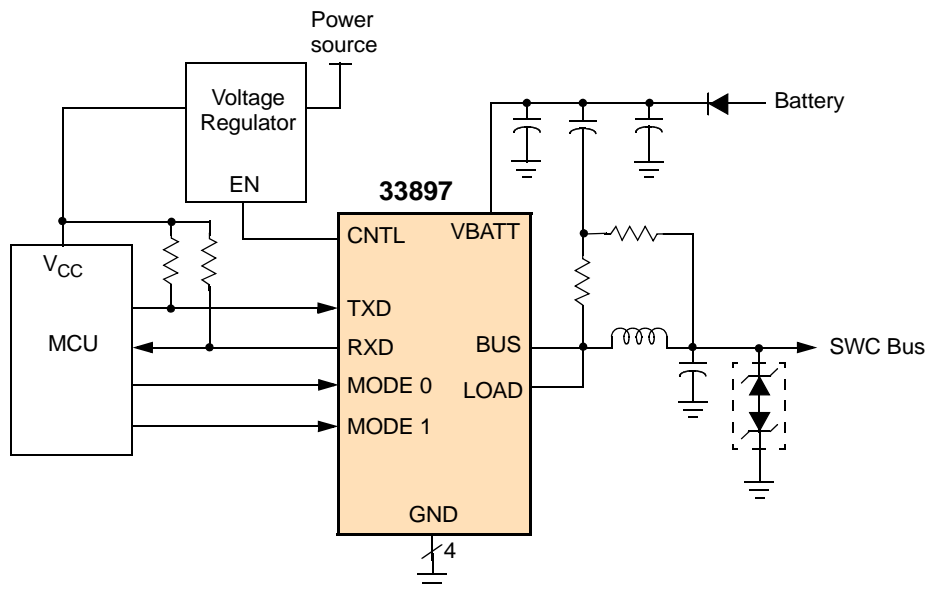 Power
source
Voltage
Regulator
EN
Battery
33897
CNTL
VBATT
VCC
TXD
MCU
RXD
BUS
SWC Bus
MODE 0
LOAD
MODE 1
GND
4